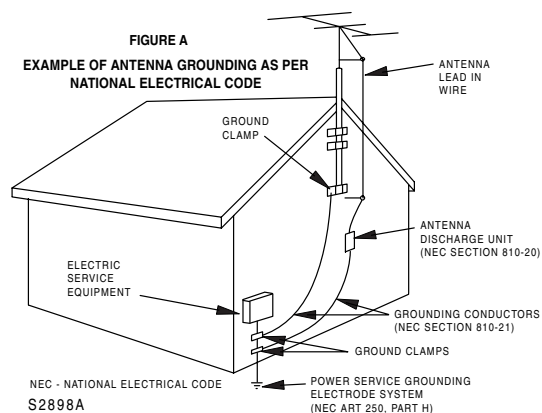 FIGURE A
EXAMPLE OF ANTENNA GROUNDING AS PER
NATIONAL ELECTRICAL CODE
ANTENNA
LEAD IN
WIRE
GROUND
CLAMP
ANTENNA
DISCHARGE UNIT
(NEC SECTION 810-20)
ELECTRIC
SERVICE
EQUIPMENT
GROUNDING CONDUCTORS
(NEC SECTION 810-21)
GROUND CLAMPS
NEC - NATIONAL ELECTRICAL CODE
S2898A
POWER SERVICE GROUNDING
ELECTRODE SYSTEM
(NEC ART 250, PART H)